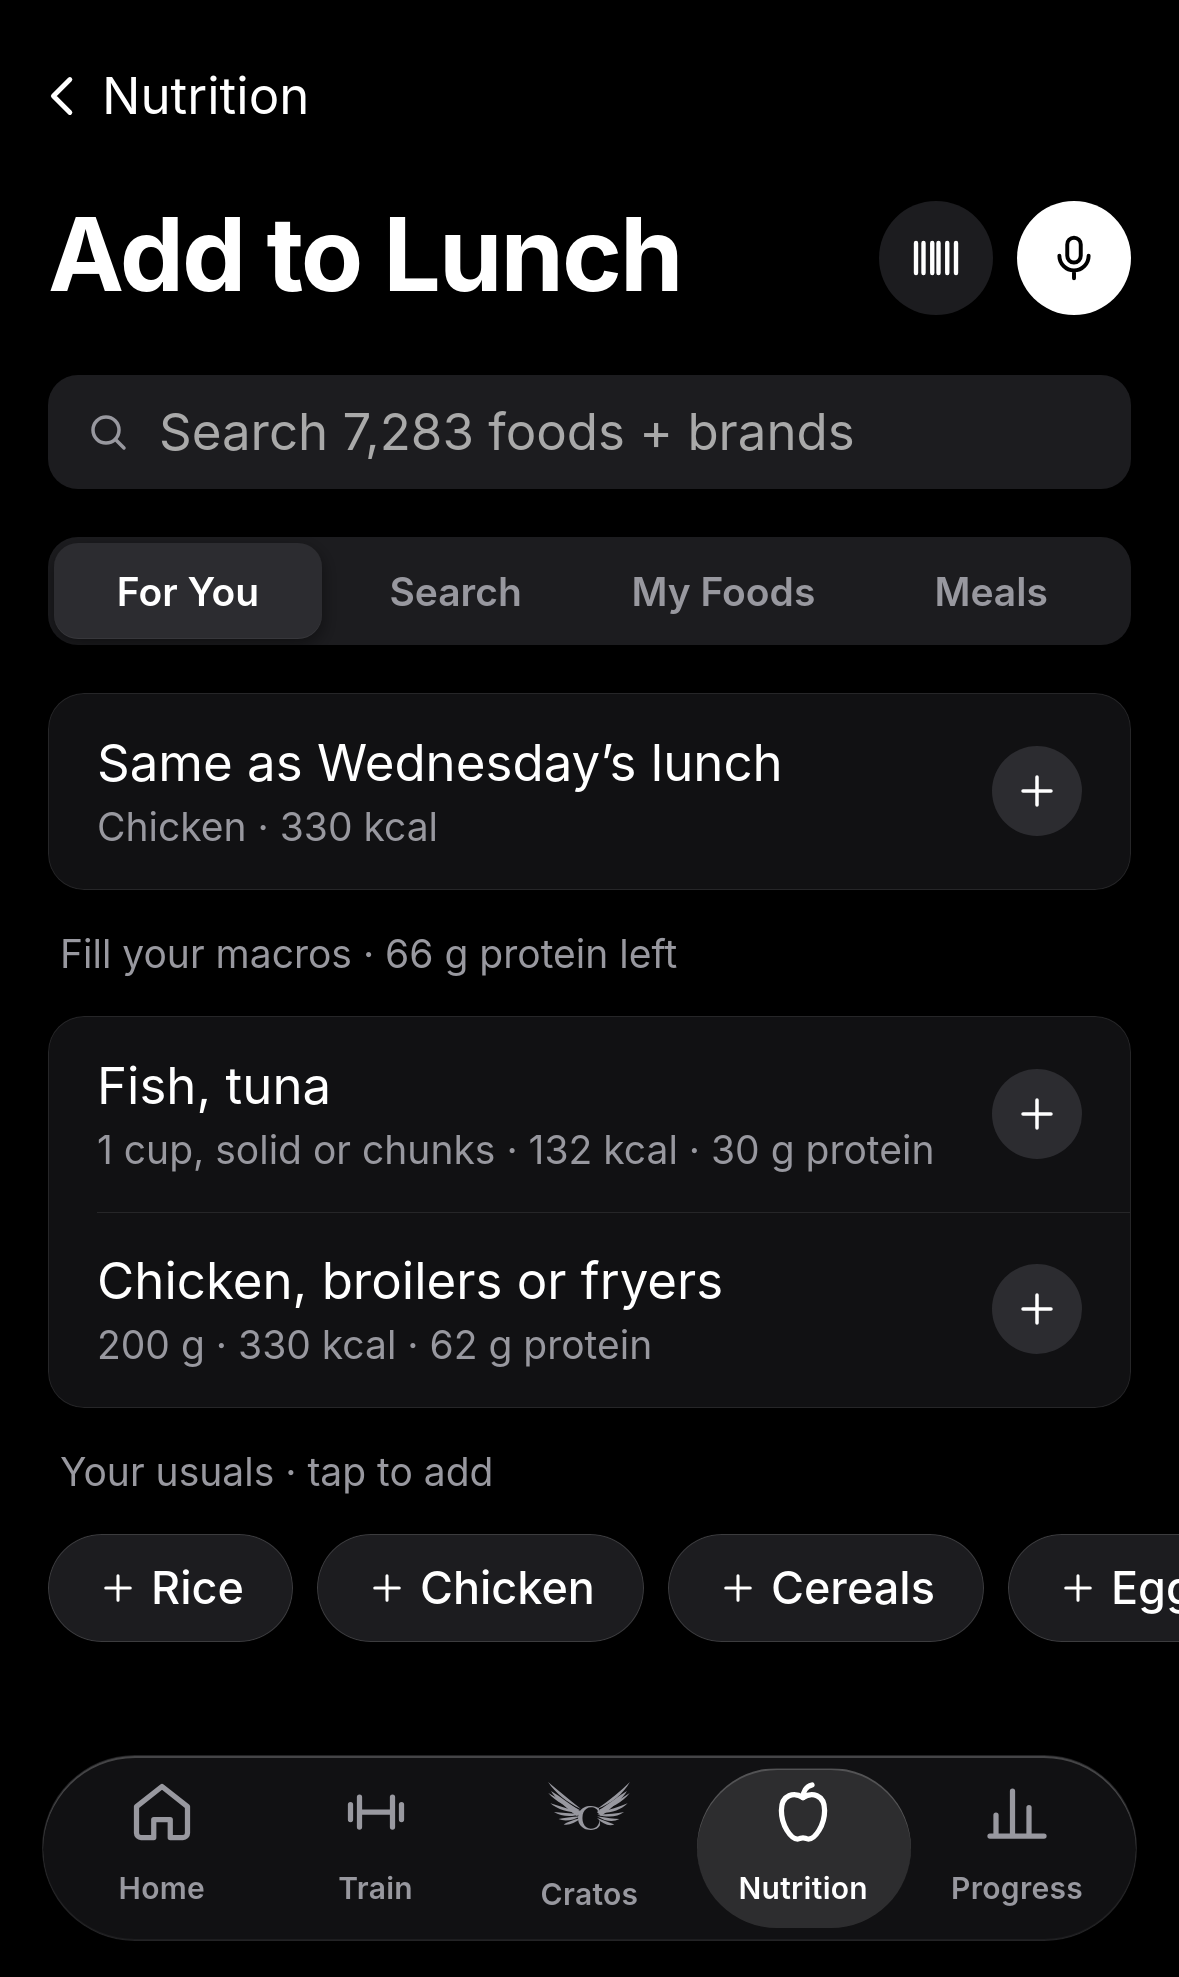 Nutrition
Add to Lunch
Search 7,283 foods + brands
For You Search My Foods Meals
Same as Wednesday’s lunch
Chicken · 330 kcal
Fill your macros · 66 g protein left
Fish, tuna
1 cup, solid or chunks · 132 kcal · 30 g protein
Chicken, broilers or fryers
200 g · 330 kcal · 62 g protein
Your usuals · tap to add
+ Rice + Chicken + Cereals + Egg
C
Home Train Cratos Nutrition Progress